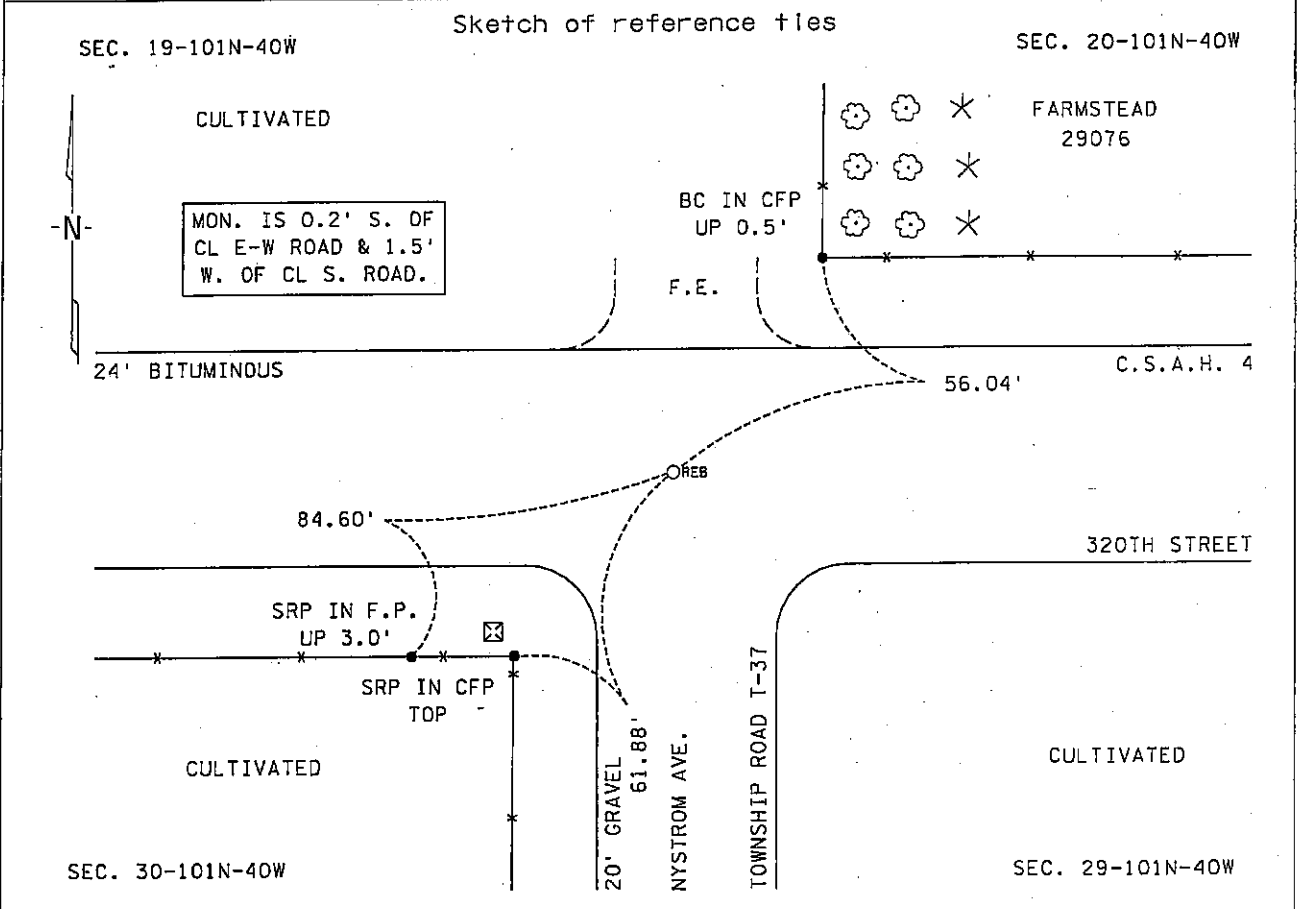 Sketch of reference ties
SEC. 19-101N-40W
SEC. 20-101N-40W
CULTIVATED
FARMSTEAD
29076
-N-
MON. IS 0.2' S. OF
CL E-W ROAD & 1.5'
W. OF CL S. ROAD.
BC IN CFP
UP 0.5'
F.E.
24' BITUMINOUS
C.S.A.H. 4
56.04'
REB
84.60'
320TH STREET
SRP IN F.P.
UP 3.0'
SRP IN CFP
TOP
20' GRAVEL
61.88'
NYSTROM AVE.
TOWNSHIP ROAD T-37
CULTIVATED
CULTIVATED
SEC. 30-101N-40W
SEC. 29-101N-40W